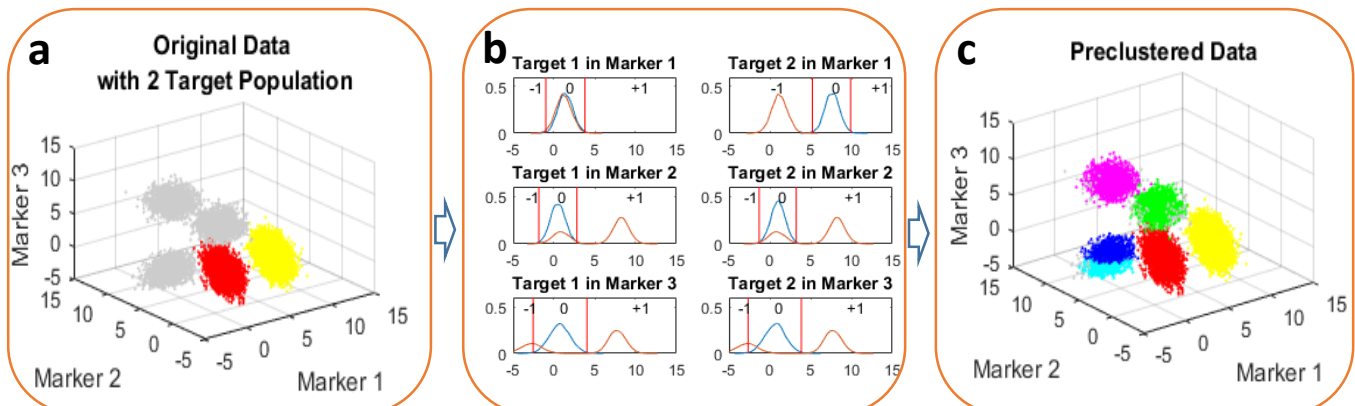 a
Original Data
with 2 Target Population
15
10
5
0
-5
Marker 3
15
10
5
0
-5
Marker 2
-5
0
5
10
15
Marker 1
b
Target 1 in Marker 1
0.5
0
-1 0 +1
-5 0 5 10 15
Target 2 in Marker 1
0.5
0
-1 0 +1
-5 0 5 10 15
Target 1 in Marker 2
0.5
0
-1 0 +1
-5 0 5 10 15
Target 2 in Marker 2
0.5
0
-1 0 +1
-5 0 5 10 15
Target 1 in Marker 3
0.5
0
-1 0 +1
-5 0 5 10 15
Target 2 in Marker 3
0.5
0
-1 0 +1
-5 0 5 10 15
c
Preclustered Data
15
10
5
0
-5
Marker 3
15
10
5
0
-5
Marker 2
-5
0
5
10
15
Marker 1